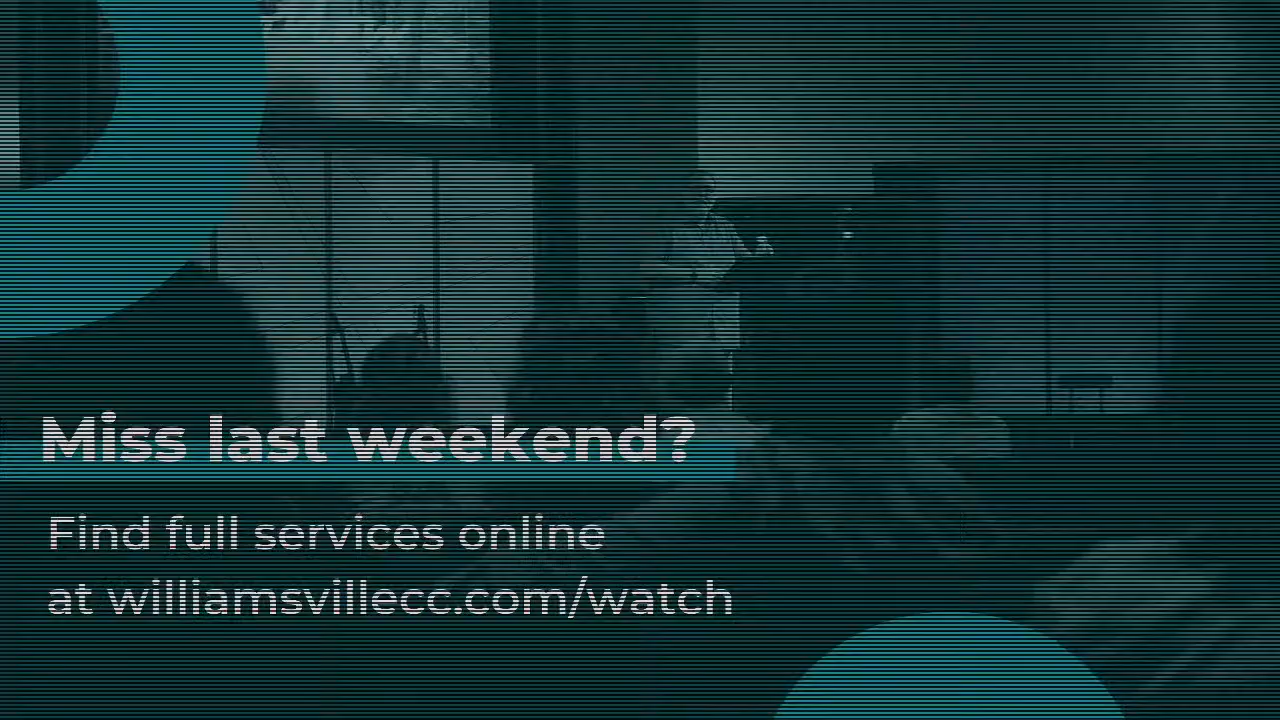 Miss last weekend?
Find full services online
at williamsvillecc.com/watch